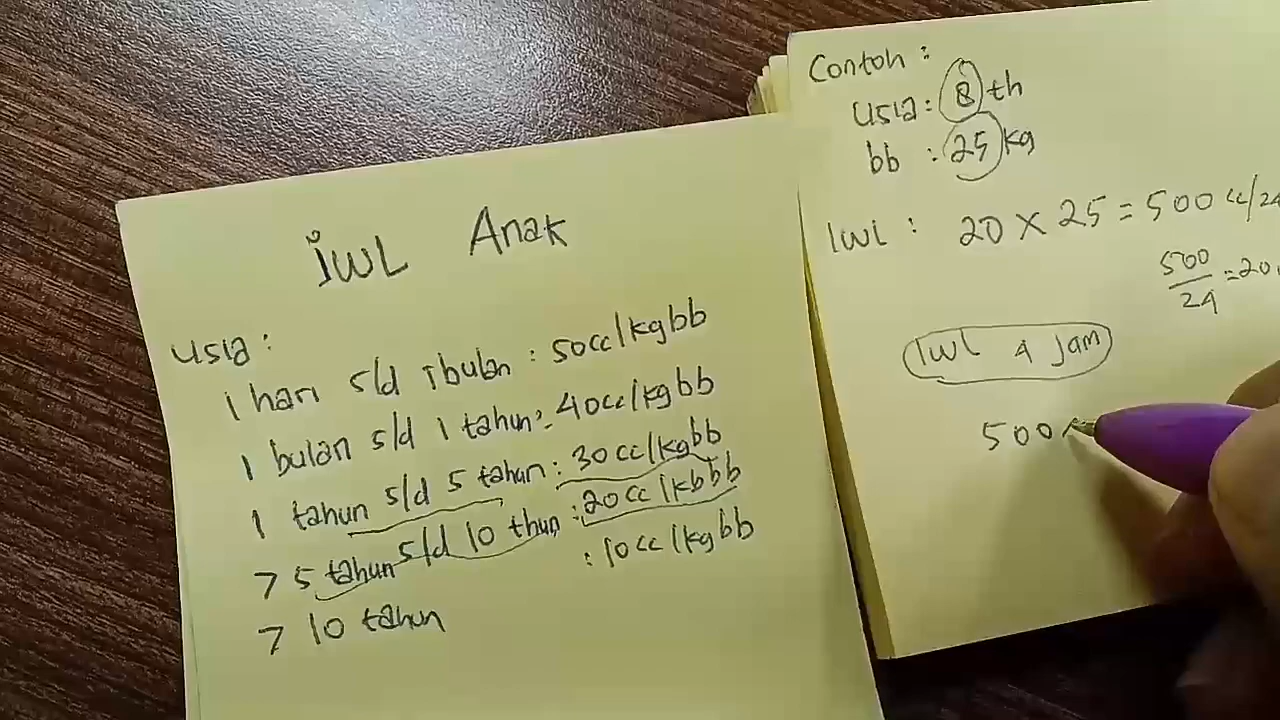 iWL Anak
Usia :
1 hari s/d 1 bulan : 50cc/kgbb
1 bulan s/d 1 tahun : 40cc/kgbb
1 tahun s/d 5 tahun : 30cc/kgbb
> 5 tahun s/d 10 thun : 20cc/kbbb
> 10 tahun : 10cc/kgbb
Contoh :
Usia : 8 th
bb : 25 kg
IWL : 20 x 25 = 500 cc/24
500
24
= 20,
IWL 4 jam
500